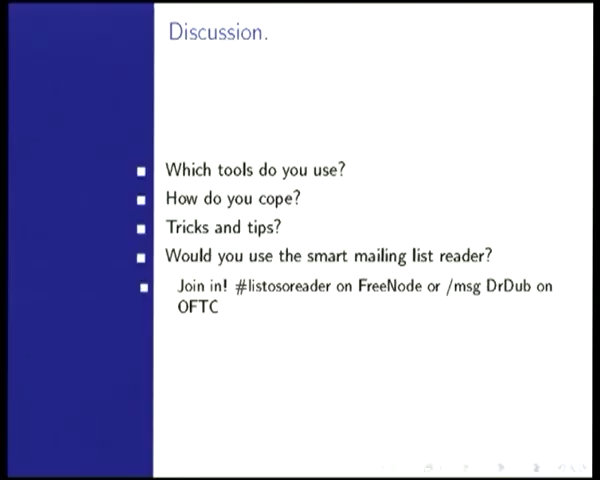 Discussion.
Which tools do you use?
How do you cope?
Tricks and tips?
Would you use the smart mailing list reader?
Join in! #listosoreader on FreeNode or /msg DrDub on
OFTC